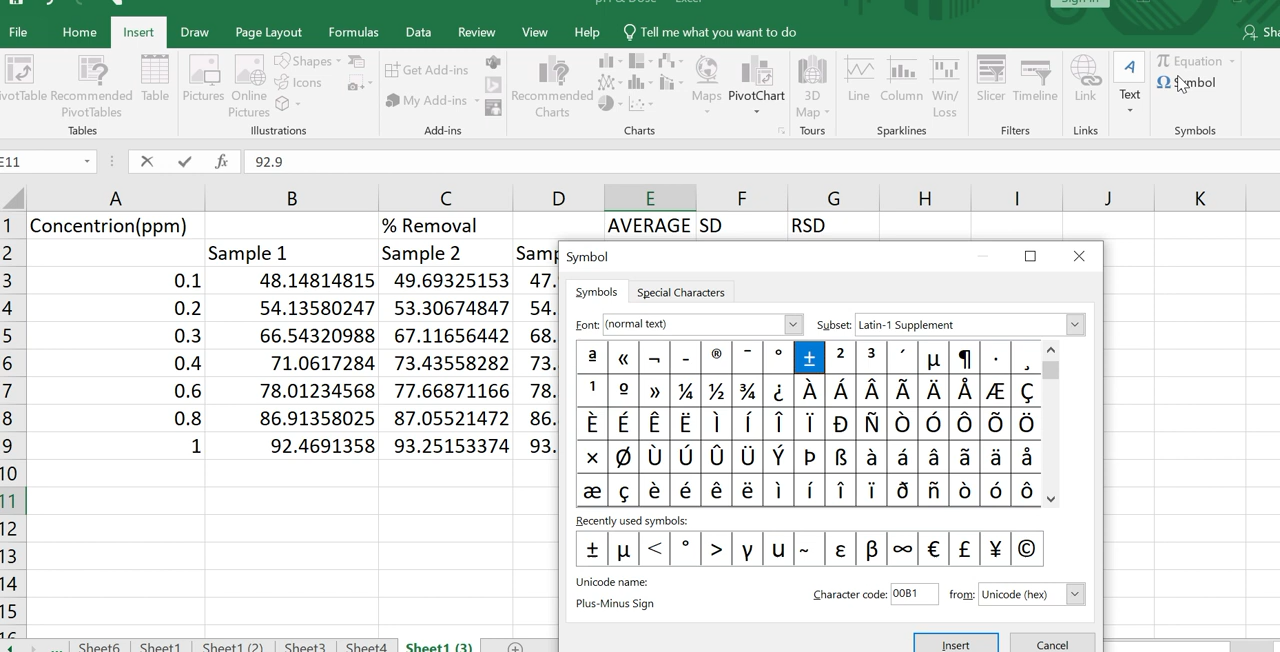 File Home Insert Draw Page Layout Formulas Data Review View Help Tell me what you want to do
Shapes
Icons
Get Add-ins
My Add-ins
Equation
Symbol
Recommended PivotTables
Table
Pictures
Online Pictures
Recommended Charts
Maps
PivotChart
3D Map
Line
Column
Win/ Loss
Slicer
Timeline
Link
Text
Tables Illustrations Add-ins Charts Tours Sparklines Filters Links Symbols
E11 fx 92.9
A B C D E F G H I J K
1 Concentrion(ppm) % Removal AVERAGE SD RSD
2 Sample 1 Sample 2
3 0.1 48.14814815 49.69325153 47.
4 0.2 54.13580247 53.30674847 54.
5 0.3 66.54320988 67.11656442 68.
6 0.4 71.0617284 73.43558282 73.
7 0.6 78.01234568 77.66871166 78.
8 0.8 86.91358025 87.05521472 86.
9 1 92.4691358 93.25153374 93.
10
11
12
13
14
15
Symbol
Symbols Special Characters
Font: (normal text) Subset: Latin-1 Supplement
ª « ¬ - ® ¯ ° ± ² ³ ´ µ ¶ · ¸
¹ º » ¼ ½ ¾ ¿ À Á Â Ã Ä Å Æ Ç
È É Ê Ë Ì Í Î Ï Ð Ñ Ò Ó Ô Õ Ö
× Ø Ù Ú Û Ü Ý Þ ß à á â ã ä å
æ ç è é ê ë ì í î ï ð ñ ò ó ô
Recently used symbols:
± µ < ° > γ u ~ ε β ∞ € £ ¥ ©
Unicode name:
Plus-Minus Sign
Character code: 00B1 from: Unicode (hex)
Insert Cancel
... Sheet6 Sheet1 Sheet1 (2) Sheet3 Sheet4 Sheet1 (3)